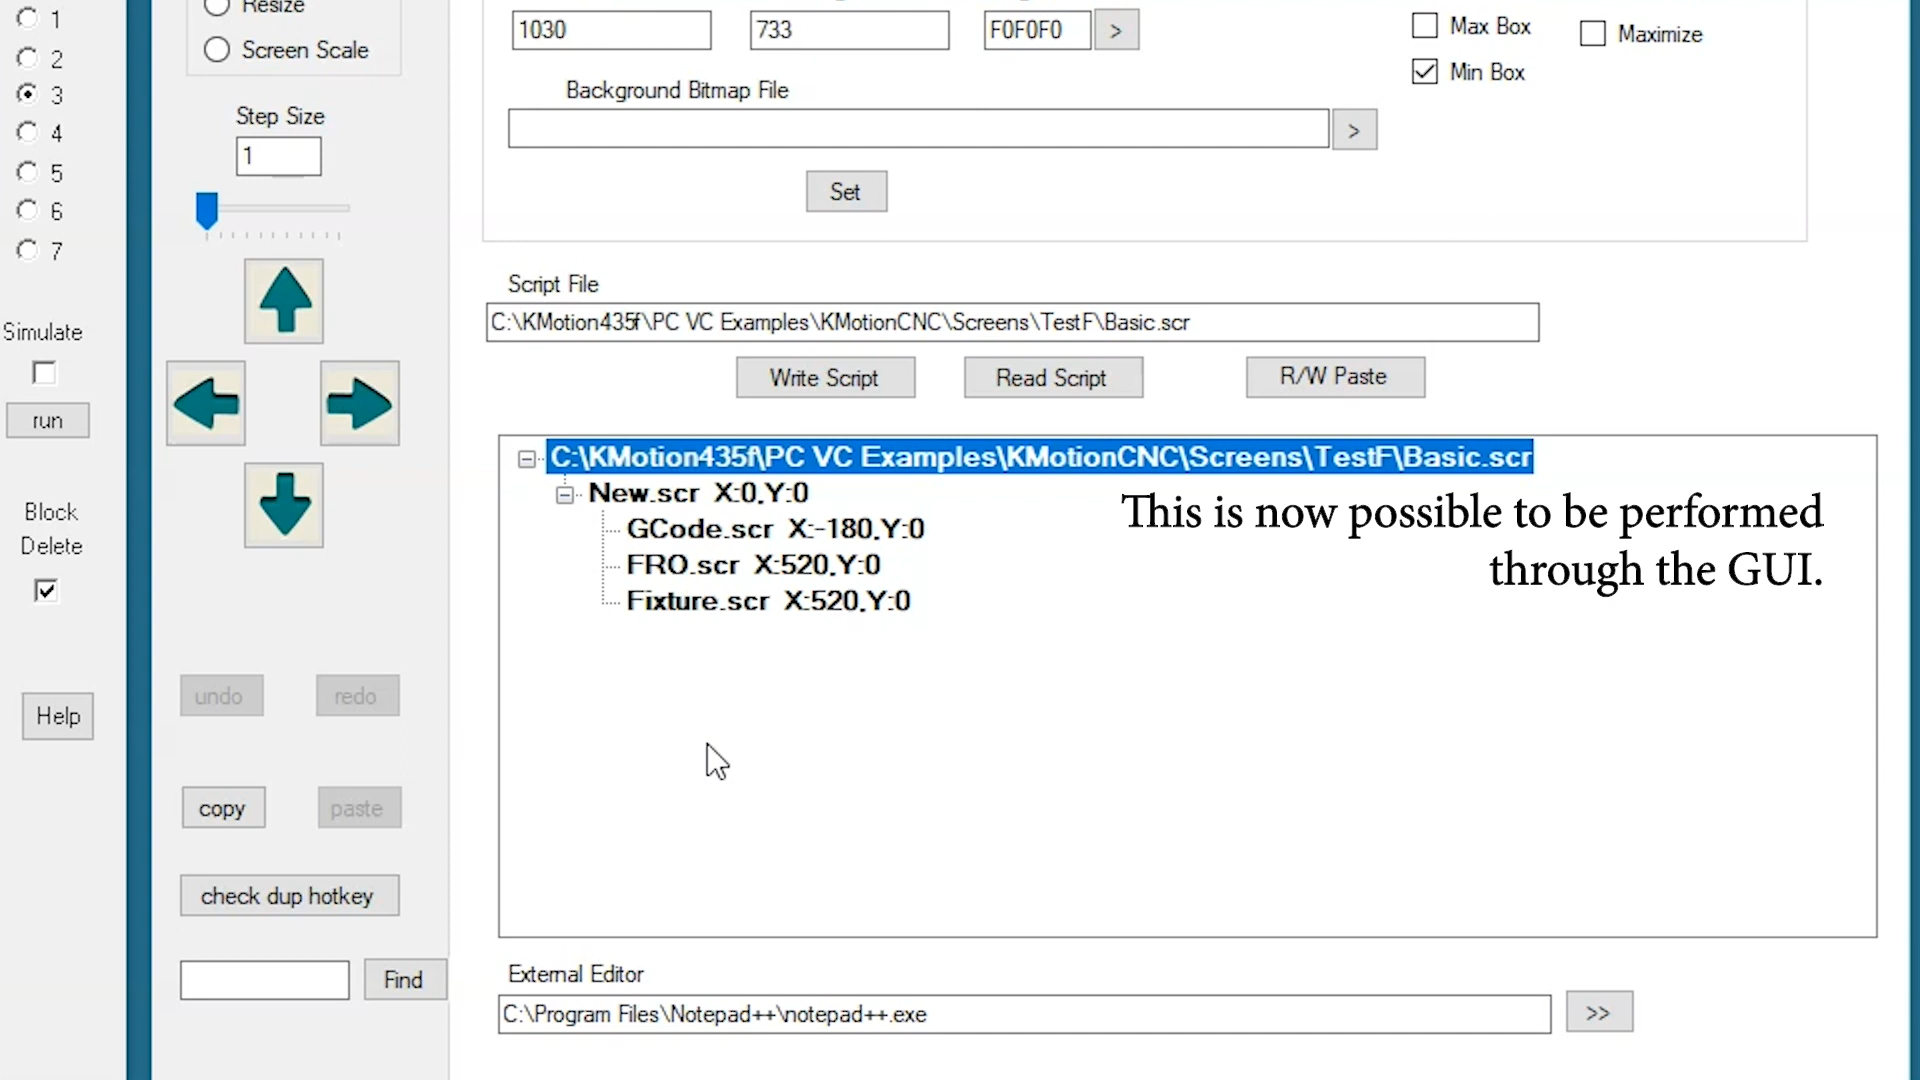 1
2
3
4
5
6
7
Simulate
run
Block
Delete
Help
Resize
Screen Scale
Step Size
1
undo
redo
copy
paste
check dup hotkey
Find
1030
733
F0F0F0
>
Max Box
Maximize
Min Box
Background Bitmap File
>
Set
Script File
C:\KMotion435f\PC VC Examples\KMotionCNC\Screens\TestF\Basic.scr
Write Script
Read Script
R/W Paste
C:\KMotion435f\PC VC Examples\KMotionCNC\Screens\TestF\Basic.scr
New.scr X:0,Y:0
GCode.scr X:-180,Y:0
FRO.scr X:520,Y:0
Fixture.scr X:520,Y:0
This is now possible to be performed
through the GUI.
External Editor
C:\Program Files\Notepad++\notepad++.exe
>>